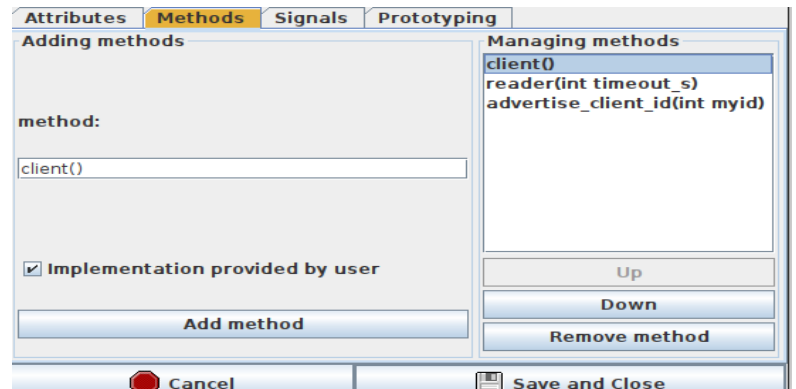 Attributes Methods Signals Prototyping
Adding methods
method:
client()
Implementation provided by user
Add method
Managing methods
client()
reader(int timeout_s)
advertise_client_id(int myid)
Up
Down
Remove method
Cancel
Save and Close